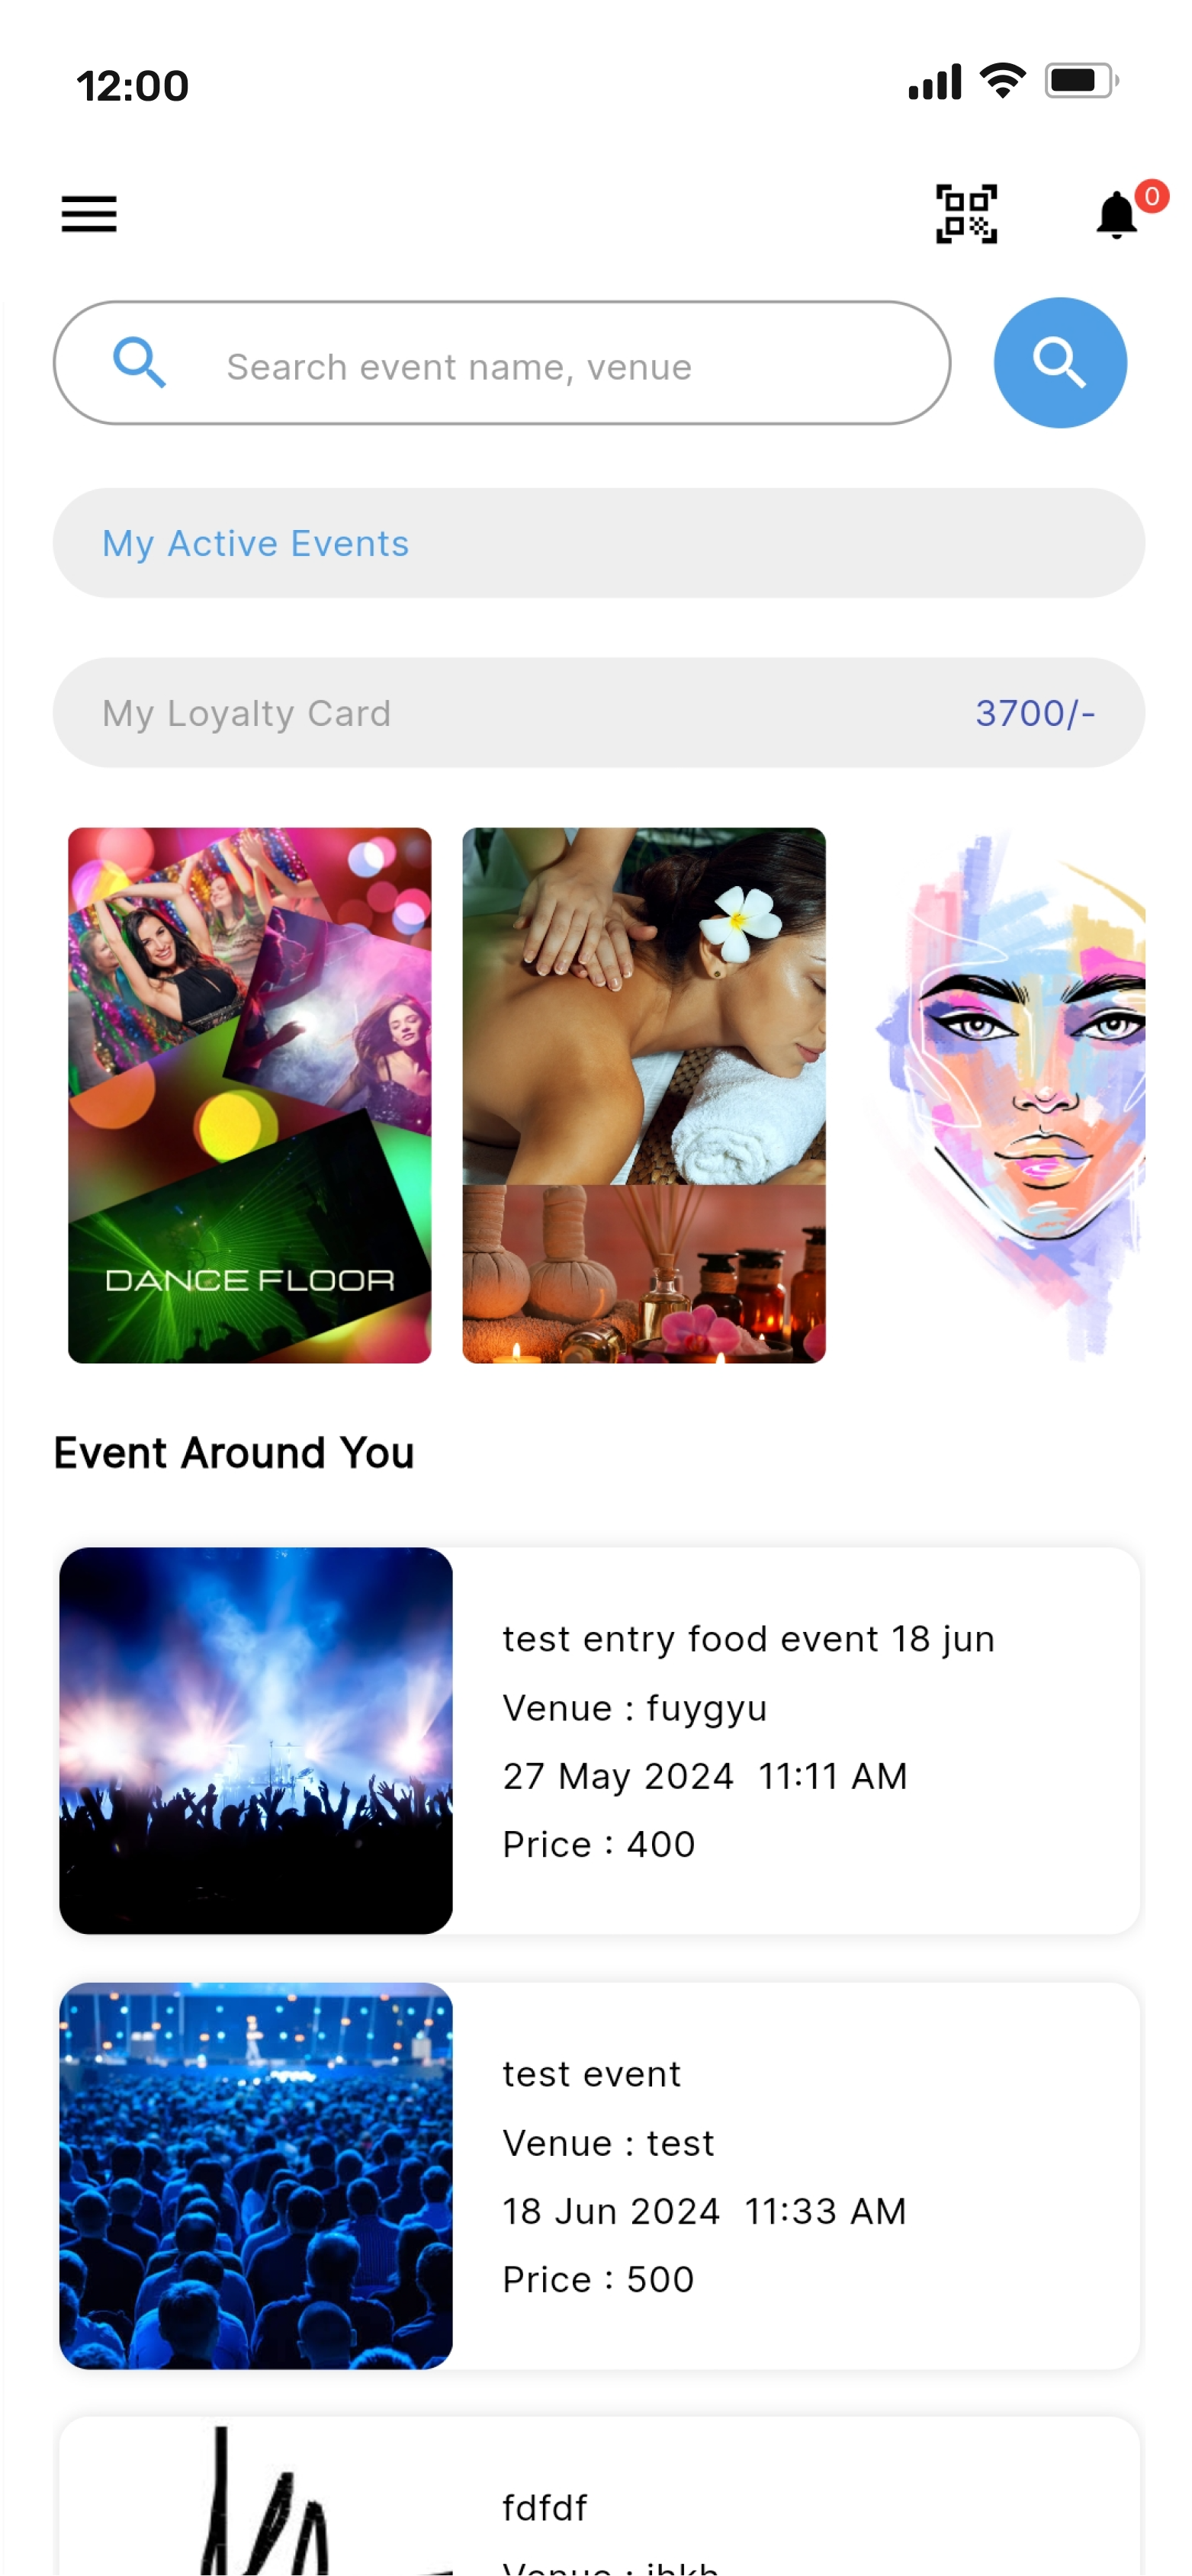 12:00
0
Search event name, venue
My Active Events
My Loyalty Card 3700/-
DANCE FLOOR
Event Around You
test entry food event 18 jun
Venue : fuygyu
27 May 2024 11:11 AM
Price : 400
test event
Venue : test
18 Jun 2024 11:33 AM
Price : 500
fdfdf
Venue :